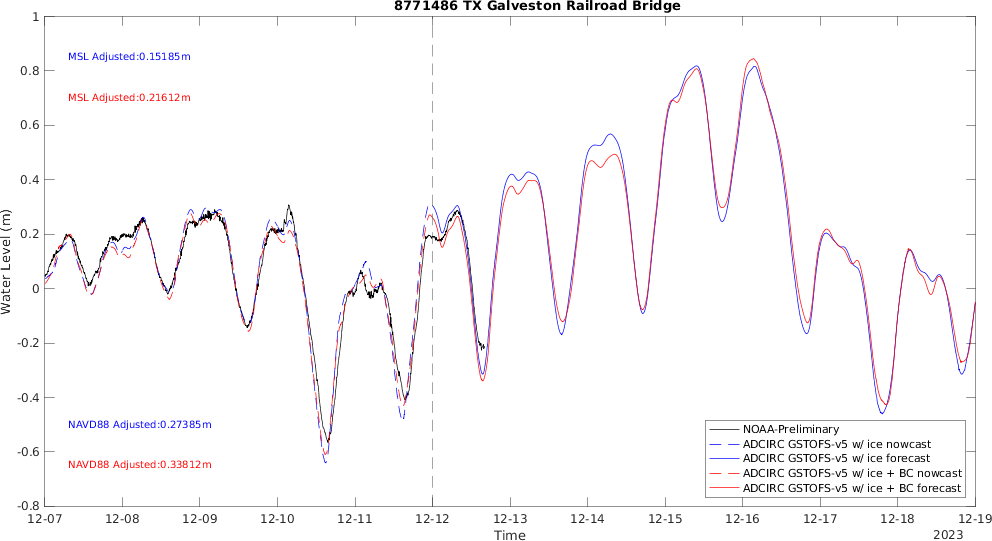 8771486 TX Galveston Railroad Bridge
1
0.8
0.6
0.4
0.2
0
-0.2
-0.4
-0.6
-0.8
Water Level (m)
MSL Adjusted:0.15185m
MSL Adjusted:0.21612m
NAVD88 Adjusted:0.27385m
NAVD88 Adjusted:0.33812m
NOAA-Preliminary
ADCIRC GSTOFS-v5 w/ ice nowcast
ADCIRC GSTOFS-v5 w/ ice forecast
ADCIRC GSTOFS-v5 w/ ice + BC nowcast
ADCIRC GSTOFS-v5 w/ ice + BC forecast
12-07 12-08 12-09 12-10 12-11 12-12 12-13 12-14 12-15 12-16 12-17 12-18 12-19
Time
2023